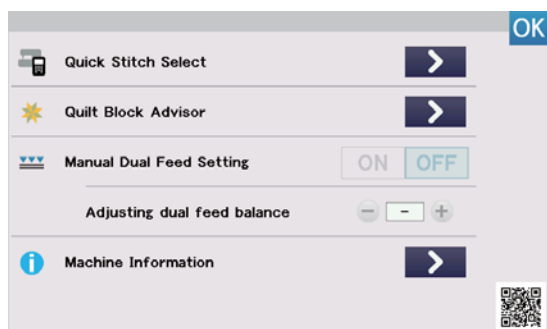 OK
Quick Stitch Select
Quilt Block Advisor
Manual Dual Feed Setting
ON OFF
Adjusting dual feed balance
-
Machine Information